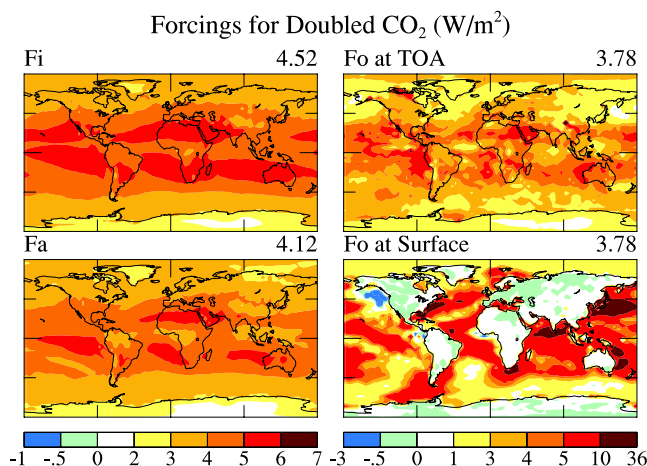 Forcings for Doubled CO₂ (W/m²)
Fi 4.52
Fo at TOA 3.78
Fa 4.12
Fo at Surface 3.78
-1 -.5 0 2 3 4 5 6 7
-3 -.5 0 1 3 4 5 10 36